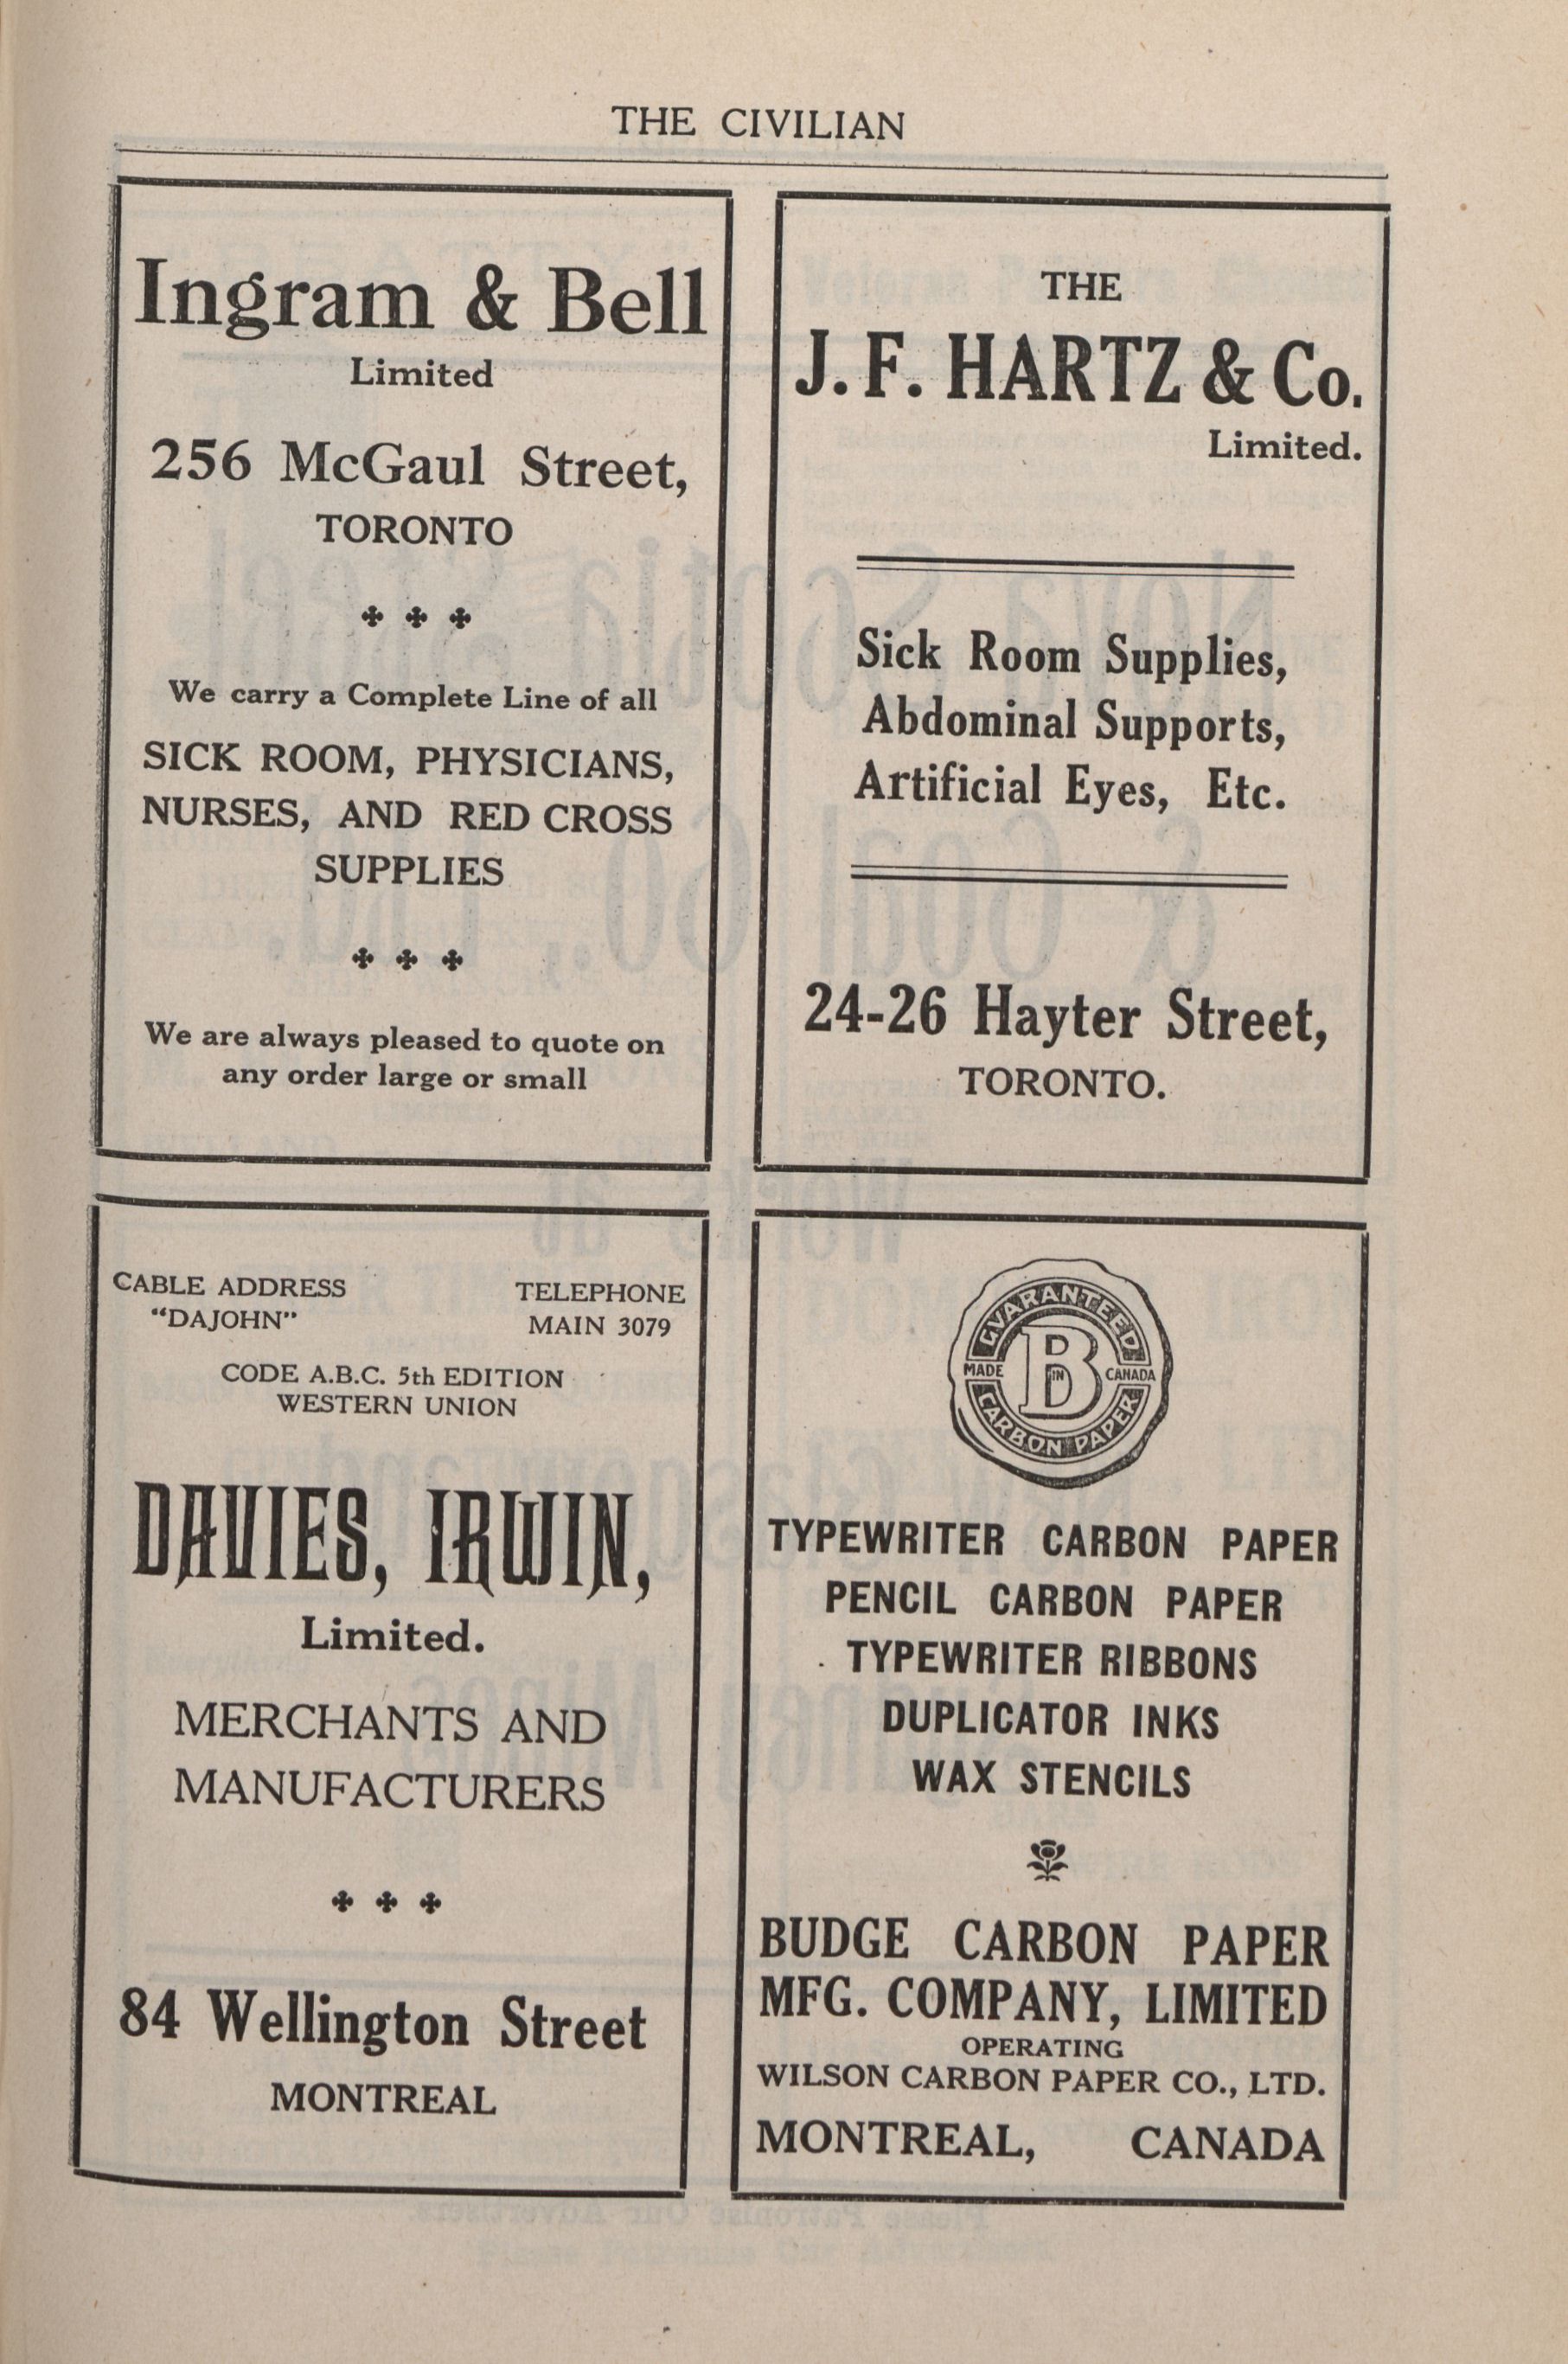 THE CIVILIAN
Ingram & Bell
Limited
256 McGaul Street,
TORONTO
We carry a Complete Line of all
SICK ROOM, PHYSICIANS,
NURSES, AND RED CROSS
SUPPLIES
We are always pleased to quote on
any order large or small
THE
J. F. HARTZ & Co.
Limited.
Sick Room Supplies,
Abdominal Supports,
Artificial Eyes, Etc.
24-26 Hayter Street,
TORONTO.
CABLE ADDRESS
"DAJOHN"
TELEPHONE
MAIN 3079
CODE A.B.C. 5th EDITION
WESTERN UNION
DAVIES, IRWIN,
Limited.
MERCHANTS AND
MANUFACTURERS
84 Wellington Street
MONTREAL
GVARANTEED
MADE B IN CANADA
CARBON PAPER
TYPEWRITER CARBON PAPER
PENCIL CARBON PAPER
TYPEWRITER RIBBONS
DUPLICATOR INKS
WAX STENCILS
BUDGE CARBON PAPER
MFG. COMPANY, LIMITED
OPERATING
WILSON CARBON PAPER CO., LTD.
MONTREAL, CANADA